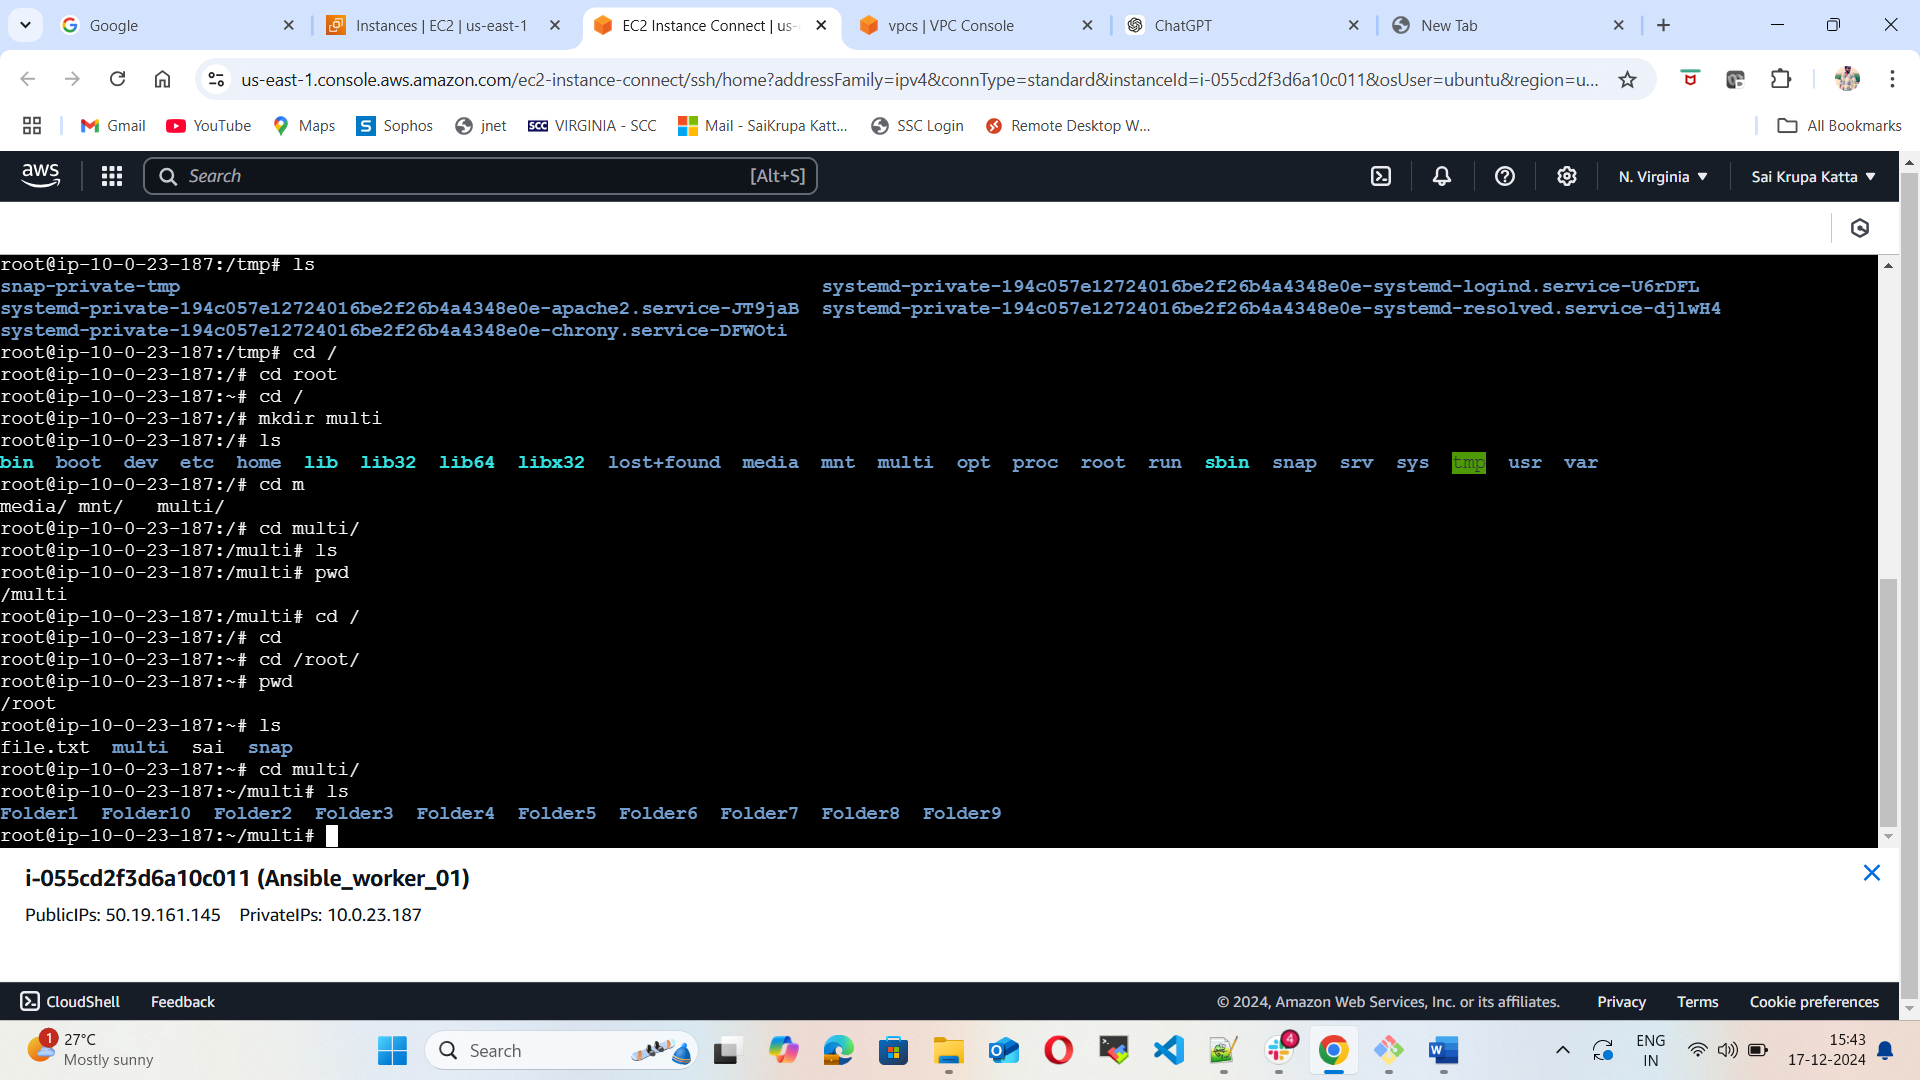 Google
Instances | EC2 | us-east-1
EC2 Instance Connect | us-
vpcs | VPC Console
ChatGPT
New Tab
us-east-1.console.aws.amazon.com/ec2-instance-connect/ssh/home?addressFamily=ipv4&connType=standard&instanceId=i-055cd2f3d6a10c011&osUser=ubuntu&region=u...
Gmail YouTube Maps Sophos jnet SCC VIRGINIA - SCC Mail - SaiKrupa Katt... SSC Login Remote Desktop W... All Bookmarks
aws Search [Alt+S] N. Virginia Sai Krupa Katta
root@ip-10-0-23-187:/tmp# ls
snap-private-tmp systemd-private-194c057e12724016be2f26b4a4348e0e-systemd-logind.service-U6rDFL
systemd-private-194c057e12724016be2f26b4a4348e0e-apache2.service-JT9jaB systemd-private-194c057e12724016be2f26b4a4348e0e-systemd-resolved.service-djlwH4
systemd-private-194c057e12724016be2f26b4a4348e0e-chrony.service-DFWOti
root@ip-10-0-23-187:/tmp# cd /
root@ip-10-0-23-187:/# cd root
root@ip-10-0-23-187:~# cd /
root@ip-10-0-23-187:/# mkdir multi
root@ip-10-0-23-187:/# ls
bin boot dev etc home lib lib32 lib64 libx32 lost+found media mnt multi opt proc root run sbin snap srv sys tmp usr var
root@ip-10-0-23-187:/# cd m
media/ mnt/ multi/
root@ip-10-0-23-187:/# cd multi/
root@ip-10-0-23-187:/multi# ls
root@ip-10-0-23-187:/multi# pwd
/multi
root@ip-10-0-23-187:/multi# cd /
root@ip-10-0-23-187:/# cd
root@ip-10-0-23-187:~# cd /root/
root@ip-10-0-23-187:~# pwd
/root
root@ip-10-0-23-187:~# ls
file.txt multi sai snap
root@ip-10-0-23-187:~# cd multi/
root@ip-10-0-23-187:~/multi# ls
Folder1 Folder10 Folder2 Folder3 Folder4 Folder5 Folder6 Folder7 Folder8 Folder9
root@ip-10-0-23-187:~/multi#
i-055cd2f3d6a10c011 (Ansible_worker_01)
PublicIPs: 50.19.161.145 PrivateIPs: 10.0.23.187
CloudShell Feedback © 2024, Amazon Web Services, Inc. or its affiliates. Privacy Terms Cookie preferences
1 27°C
Mostly sunny
Search
4
ENG
IN
15:43
17-12-2024